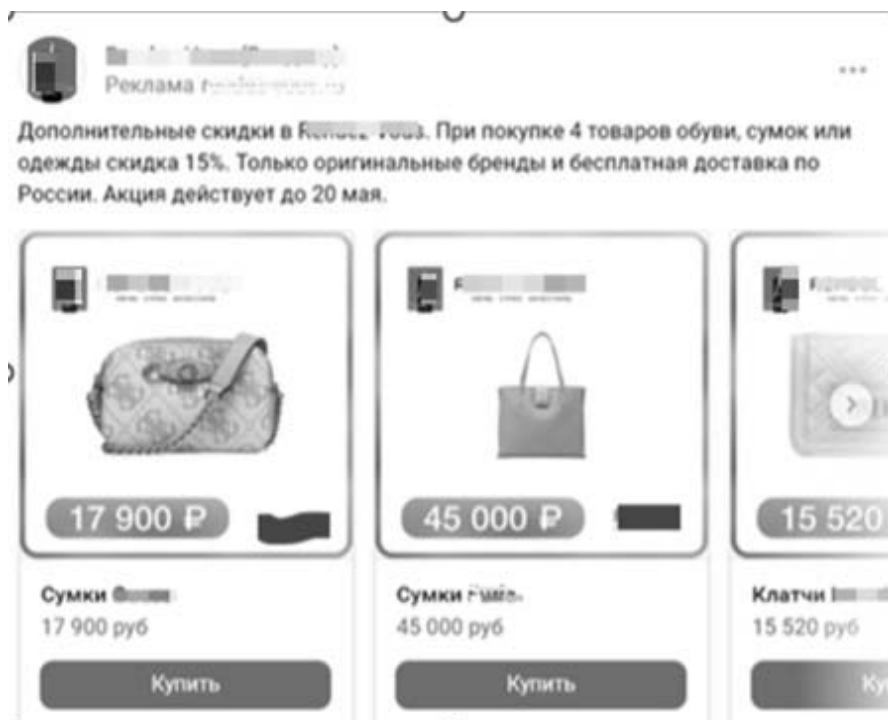 Реклама
Дополнительные скидки в При покупке 4 товаров обуви, сумок или
одежды скидка 15%. Только оригинальные бренды и бесплатная доставка по
России. Акция действует до 20 мая.
17 900 ₽
45 000 ₽
15 520
Сумки
17 900 руб
Купить
Сумки
45 000 руб
Купить
Клатчи
15 520 руб
Ку